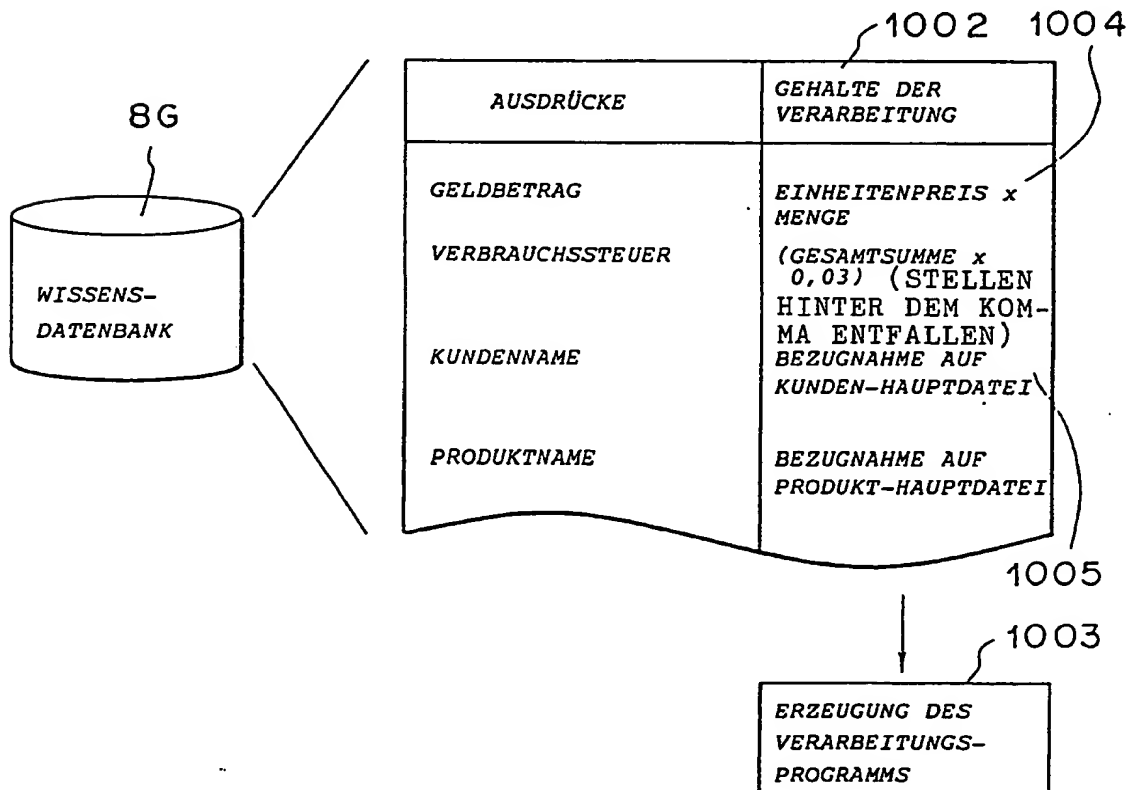 1002
1004
8G
AUSDRÜCKE
GEHALTE DER
VERARBEITUNG
WISSENS-
DATENBANK
GELDBETRAG
EINHEITENPREIS x
MENGE
VERBRAUCHSSTEUER
(GESAMTSUMME x
0,03) (STELLEN
HINTER DEM KOM-
MA ENTFALLEN)
KUNDENNAME
BEZUGNAHME AUF
KUNDEN-HAUPTDATEI
PRODUKTNAME
BEZUGNAHME AUF
PRODUKT-HAUPTDATEI
1005
1003
ERZEUGUNG DES
VERARBEITUNGS-
PROGRAMMS